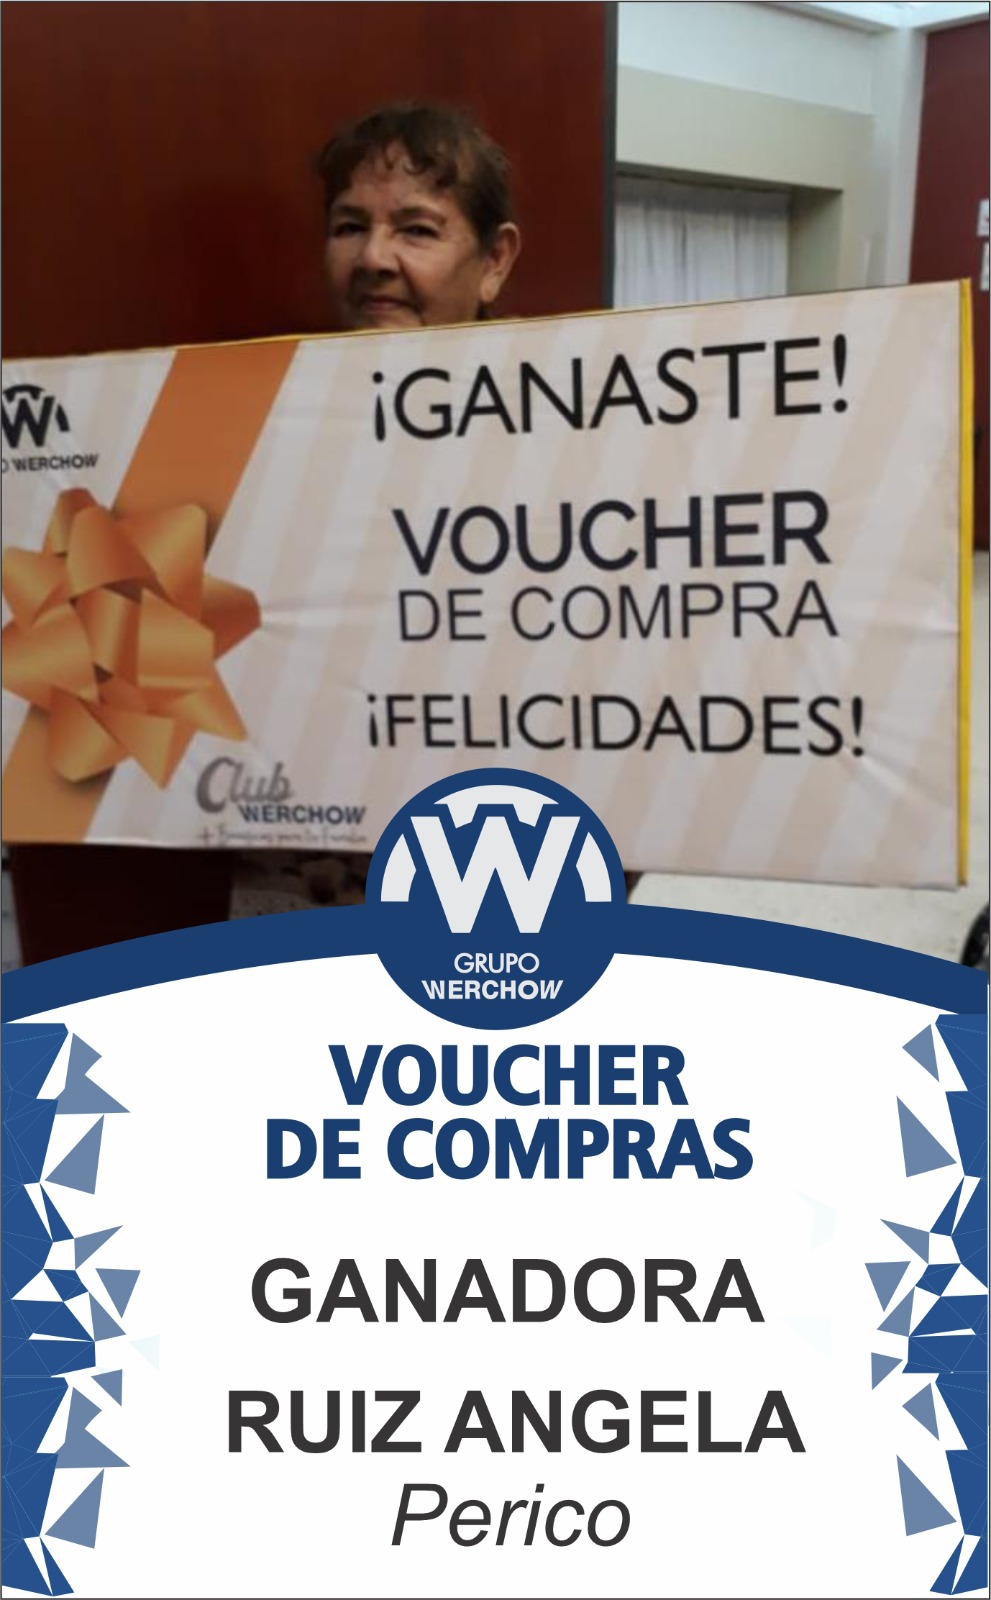 ¡GANASTE!
VOUCHER
DE COMPRA
¡FELICIDADES!
W
O WERCHOW
Club
WERCHOW
W
GRUPO
WERCHOW
VOUCHER
DE COMPRAS
GANADORA
RUIZ ANGELA
Perico